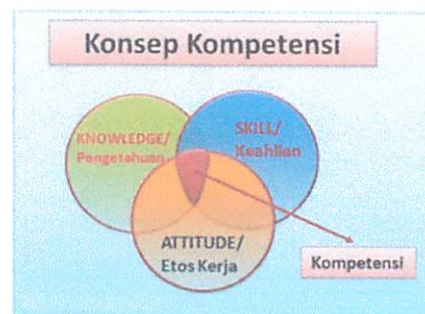 Konsep Kompetensi
KNOWLEDGE/
Pengetahuan
SKILL/
Keahlian
ATTITUDE/
Etos Kerja
Kompetensi